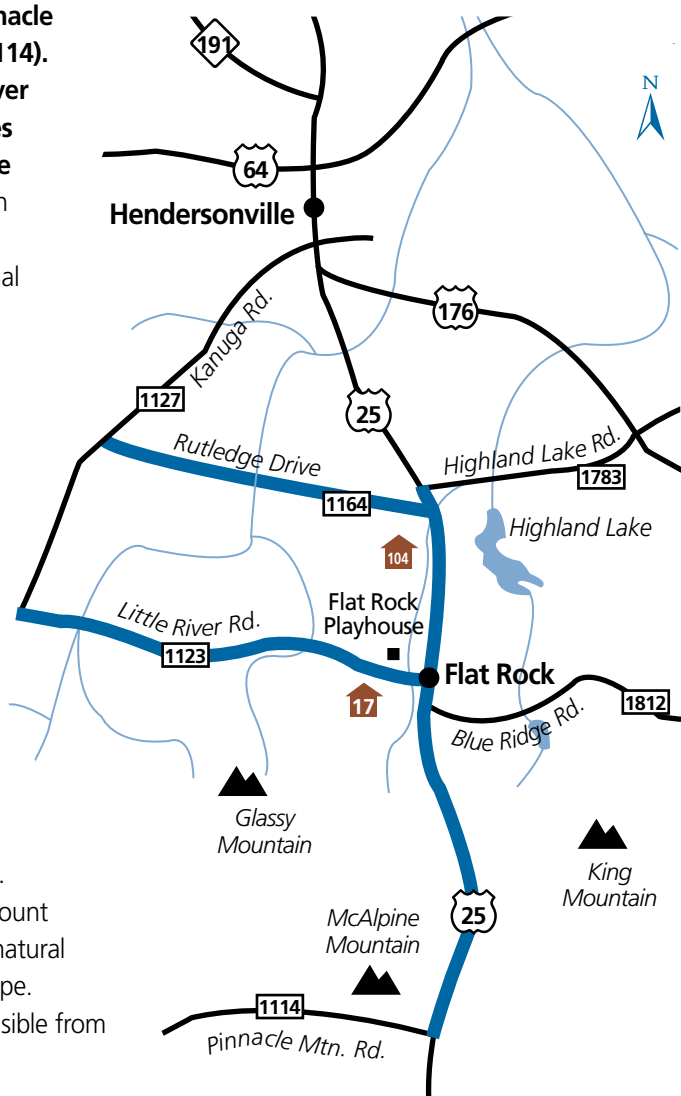 nacle
114).
ver
es
e
n
al
191
N
64
Hendersonville
176
Kanuga Rd.
1127
25
Rutledge Drive
Highland Lake Rd.
1783
1164
Highland Lake
104
Flat Rock
Playhouse
Little River Rd.
1123
Flat Rock
17
1812
Blue Ridge Rd.
Glassy
Mountain
King
Mountain
.
ount
natural
pe.
sible from
McAlpine
Mountain
25
1114
Pinnacle Mtn. Rd.